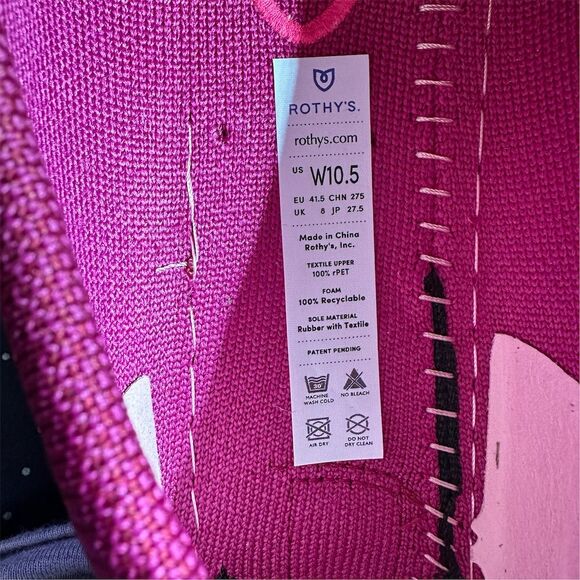 ROTHY'S.
rothys.com
US W10.5
EU 41.5 CHN 275
UK 8 JP 27.5
Made in China
Rothy's, Inc.
TEXTILE UPPER
100% rPET
FOAM
100% Recyclable
SOLE MATERIAL
Rubber with Textile
PATENT PENDING
30°
MACHINE WASH COLD
NO BLEACH
AIR DRY
DO NOT DRY CLEAN